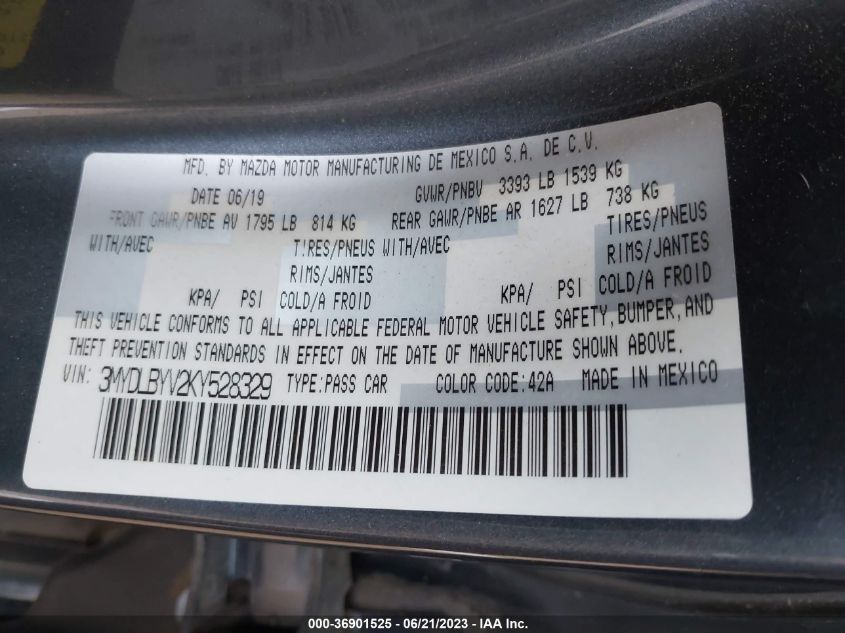 MFD. BY MAZDA MOTOR MANUFACTURING DE MEXICO S.A. DE C.V.
DATE 06/19 GVWR/PNBV 3393 LB 1539 KG
FRONT GAWR/PNBE AV 1795 LB 814 KG REAR GAWR/PNBE AR 1627 LB 738 KG
WITH/AVEC TIRES/PNEUS WITH/AVEC TIRES/PNEUS
RIMS/JANTES RIMS/JANTES
KPA/ PSI COLD/A FROID KPA/ PSI COLD/A FROID
THIS VEHICLE CONFORMS TO ALL APPLICABLE FEDERAL MOTOR VEHICLE SAFETY, BUMPER, AND
THEFT PREVENTION STANDARDS IN EFFECT ON THE DATE OF MANUFACTURE SHOWN ABOVE.
VIN: 3MYDLBYV2KY528329 TYPE:PASS CAR COLOR CODE:42A MADE IN MEXICO
000-36901525 - 06/21/2023 - IAA Inc.